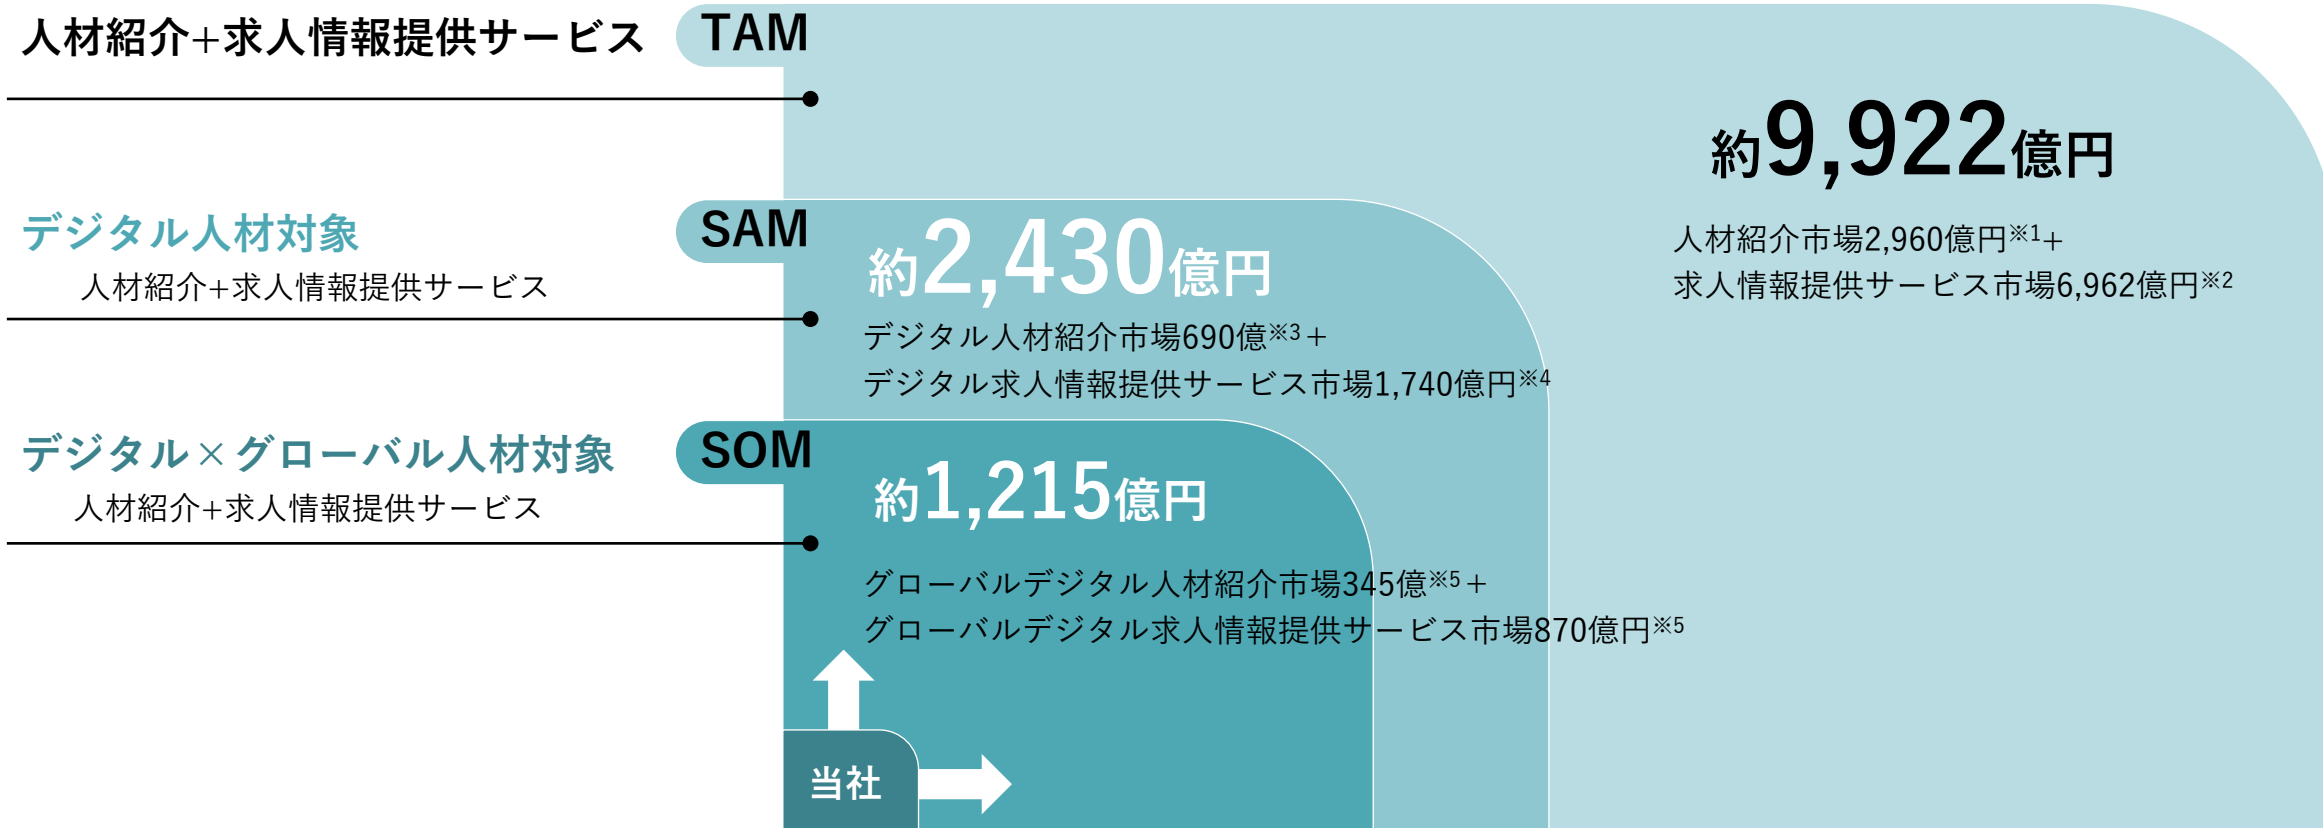 人材紹介+求人情報提供サービス
TAM
約9,922億円
人材紹介市場2,960億円※1+
求人情報提供サービス市場6,962億円※2
デジタル人材対象
人材紹介+求人情報提供サービス
SAM
約2,430億円
デジタル人材紹介市場690億※3+
デジタル求人情報提供サービス市場1,740億円※4
デジタル×グローバル人材対象
人材紹介+求人情報提供サービス
SOM
約1,215億円
グローバルデジタル人材紹介市場345億※5+
グローバルデジタル求人情報提供サービス市場870億円※5
当社